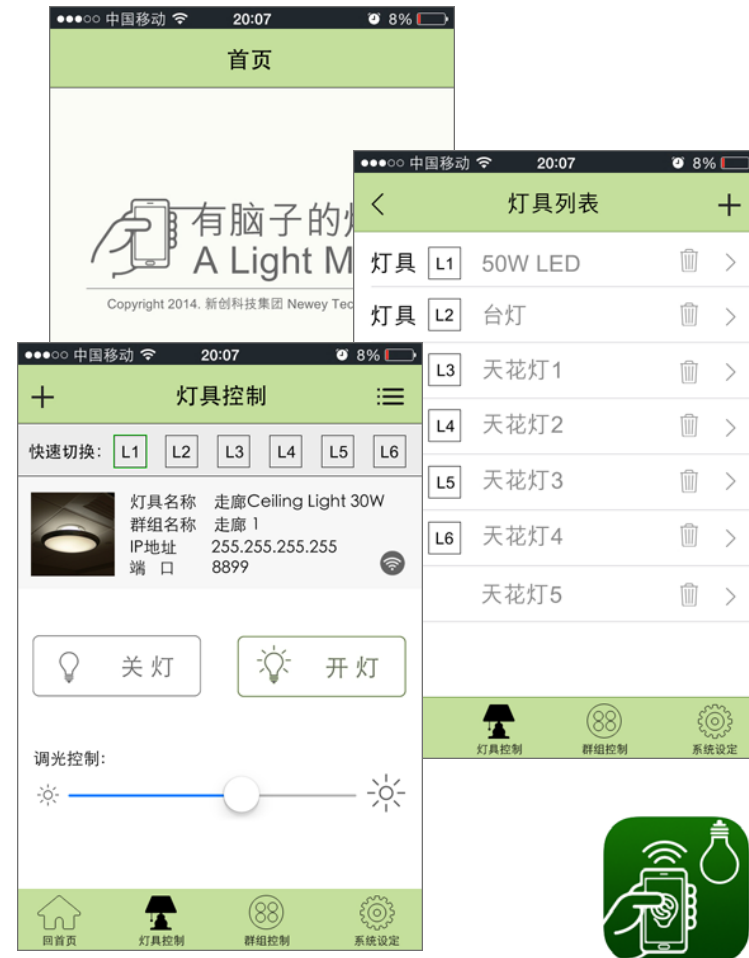 中国移动 20:07 8%
首页
有脑子的
A Light M
Copyright 2014. 新创科技集团 Newey Tec
中国移动 20:07 8%
灯具列表
灯具 L1 50W LED
灯具 L2 台灯
L3 天花灯1
L4 天花灯2
L5 天花灯3
L6 天花灯4
天花灯5
灯具控制 群组控制 系统设定
中国移动 20:07 8%
灯具控制
快速切换: L1 L2 L3 L4 L5 L6
灯具名称 走廊Ceiling Light 30W
群组名称 走廊 1
IP地址 255.255.255.255
端 口 8899
关 灯 开 灯
调光控制:
回首页 灯具控制 群组控制 系统设定